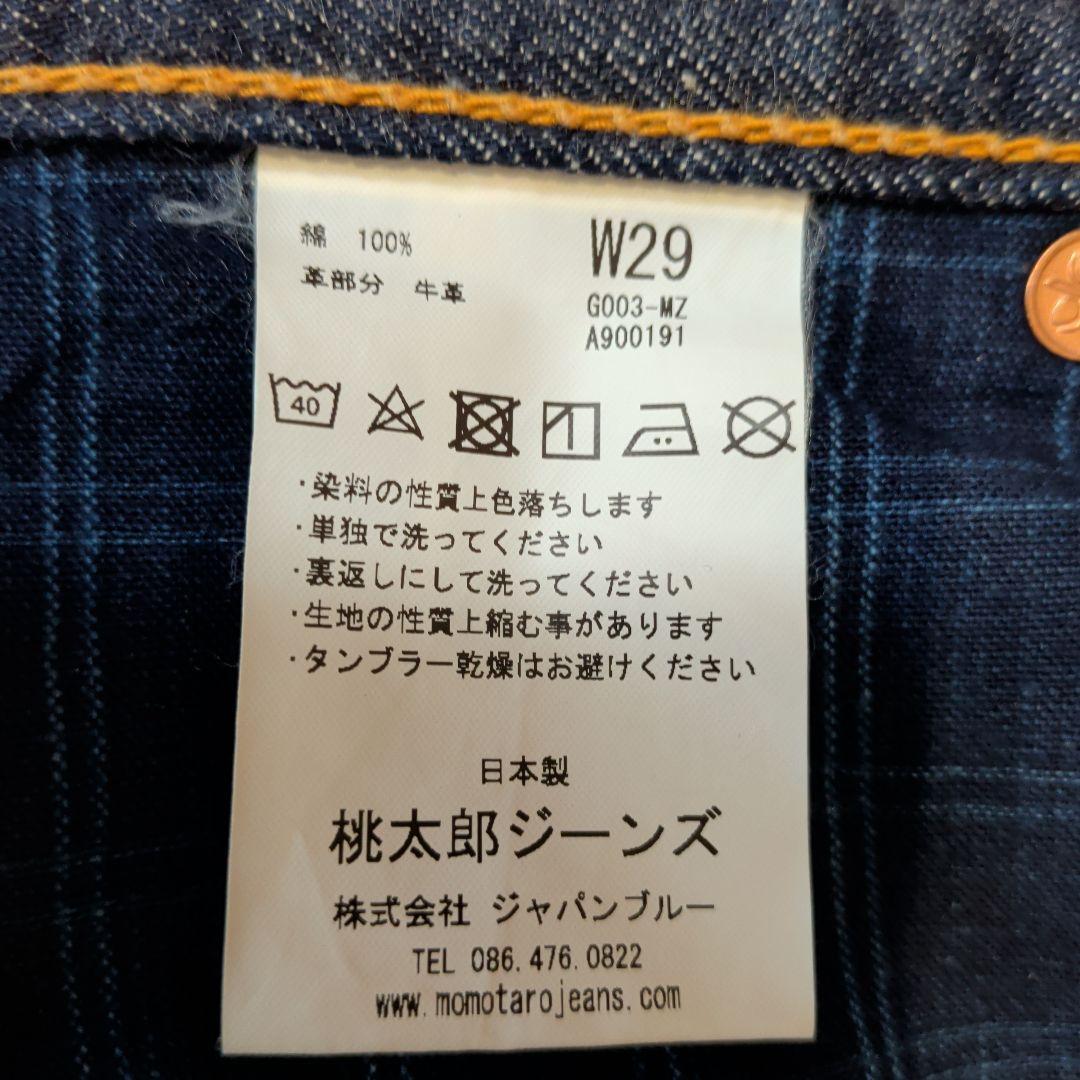 綿 100%
革部分 牛革
W29
G003-MZ
A900191
40
・染料の性質上色落ちします
・単独で洗ってください
・裏返しにして洗ってください
・生地の性質上縮む事があります
・タンブラー乾燥はお避けください
日本製
桃太郎ジーンズ
株式会社 ジャパンブルー
TEL 086.476.0822
www.momotarojeans.com